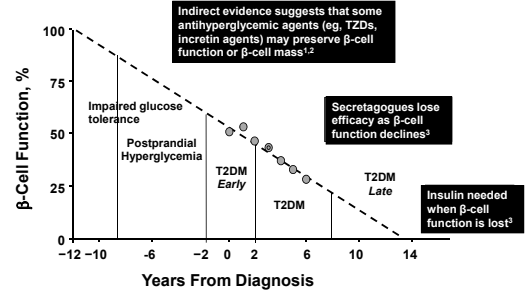 Indirect evidence suggests that some
antihyperglycemic agents (eg, TZDs,
incretin agents) may preserve β-cell
function or β-cell mass¹,²
100
75
50
25
0
β-Cell Function, %
Impaired glucose
tolerance
Postprandial
Hyperglycemia
T2DM
Early
T2DM
T2DM
Late
Secretagogues lose
efficacy as β-cell
function declines³
Insulin needed
when β-cell
function is lost³
−12 −10 −6 −2 0 2 6 10 14
Years From Diagnosis